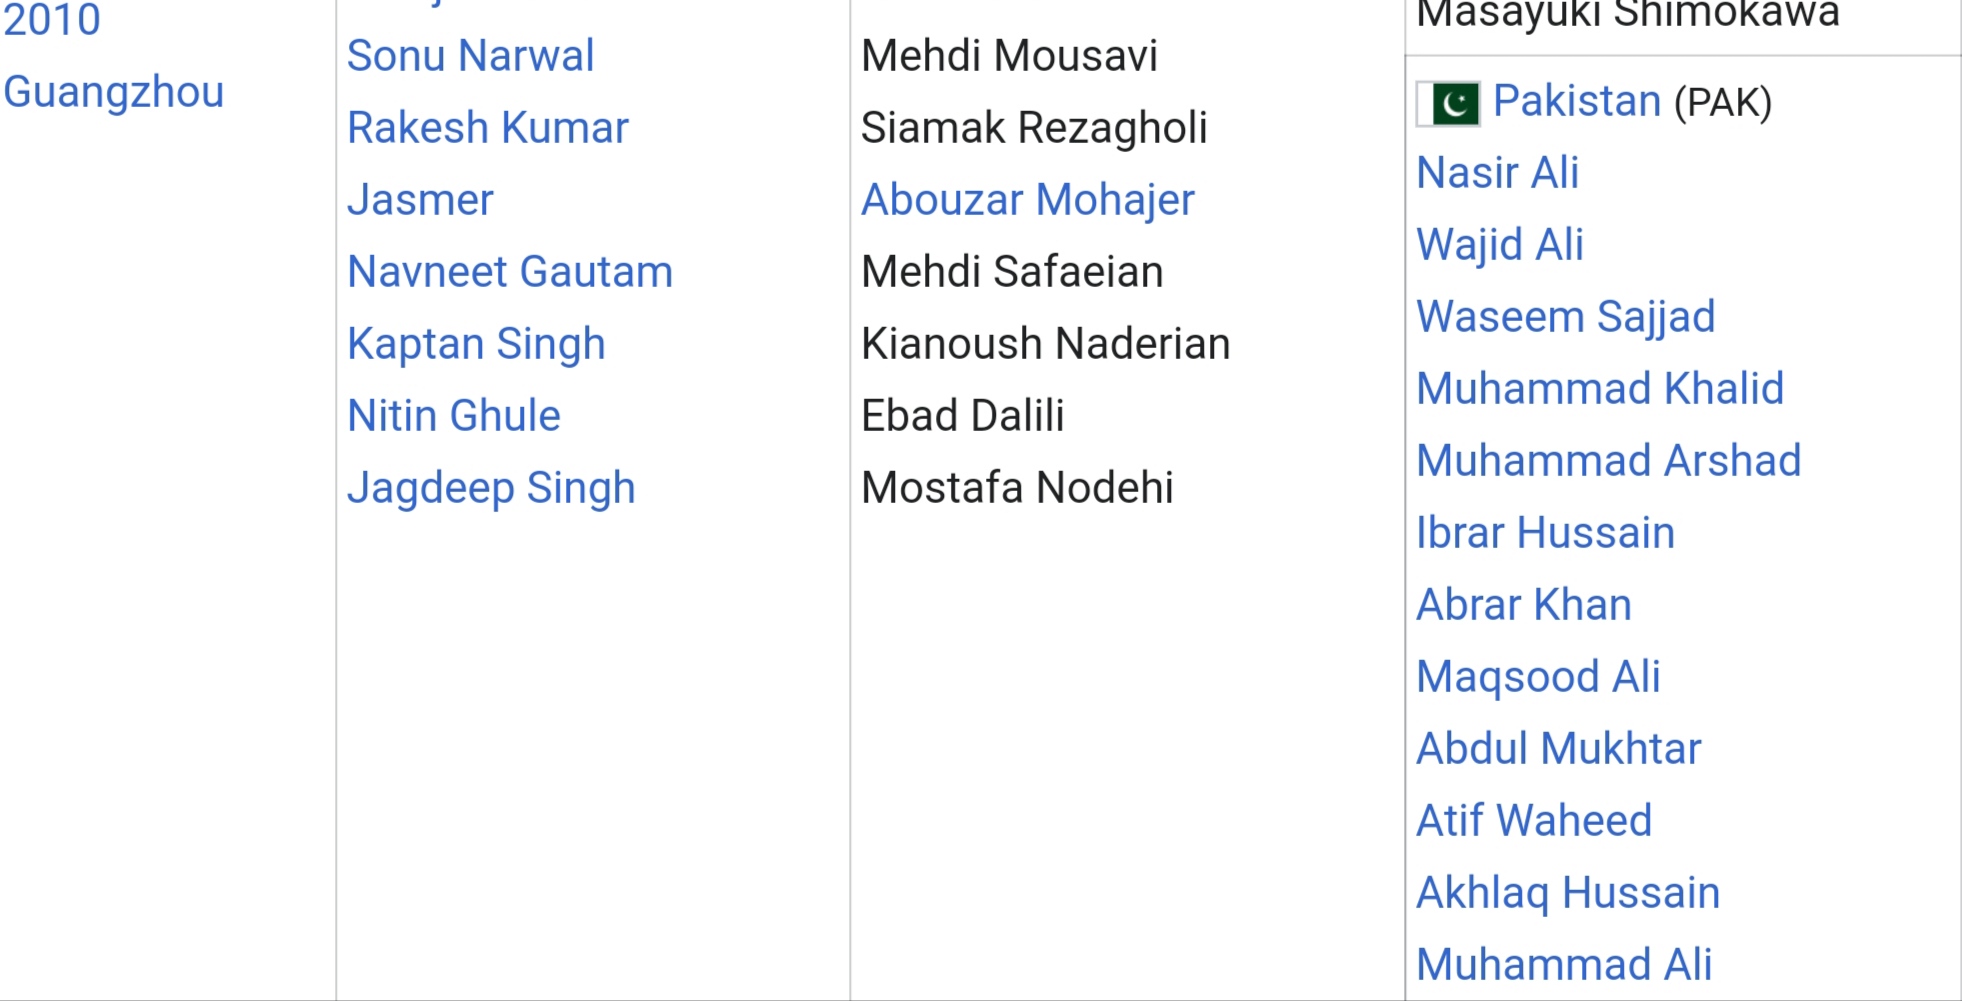 2010
Guangzhou
Sonu Narwal
Rakesh Kumar
Jasmer
Navneet Gautam
Kaptan Singh
Nitin Ghule
Jagdeep Singh
Mehdi Mousavi
Siamak Rezagholi
Abouzar Mohajer
Mehdi Safaeian
Kianoush Naderian
Ebad Dalili
Mostafa Nodehi
Masayuki Shimokawa
Pakistan (PAK)
Nasir Ali
Wajid Ali
Waseem Sajjad
Muhammad Khalid
Muhammad Arshad
Ibrar Hussain
Abrar Khan
Maqsood Ali
Abdul Mukhtar
Atif Waheed
Akhlaq Hussain
Muhammad Ali